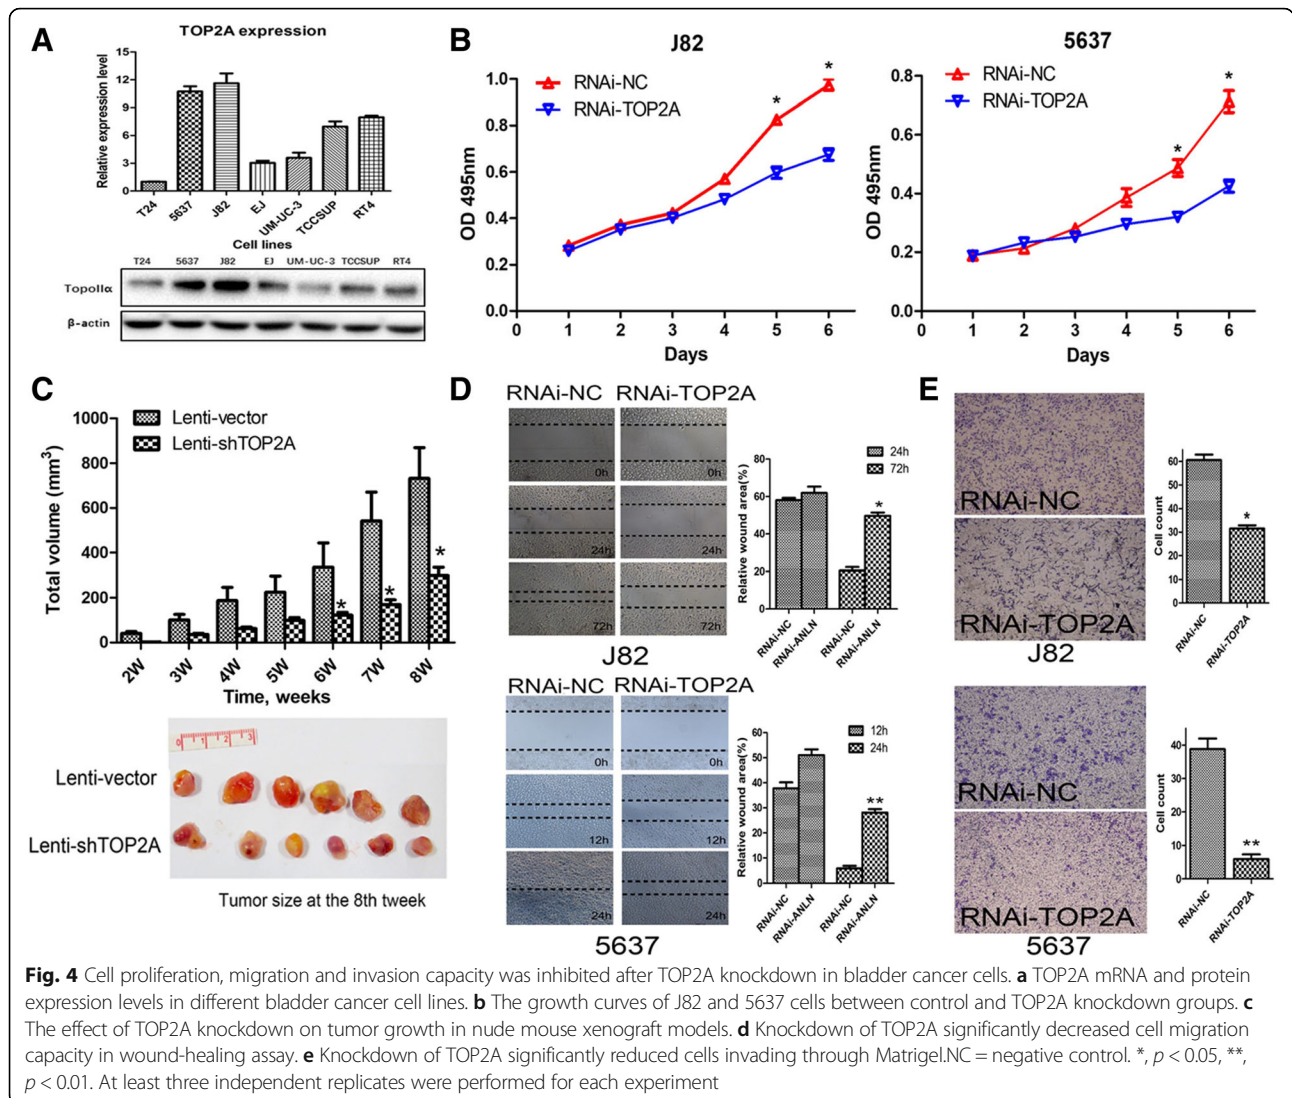 A
TOP2A expression
Relative expression level
15
12
9
6
3
0
T24
5637
J82
EJ
UM-UC-3
TCCSUP
RT4
Cell lines
T24 5637 J82 EJ UM-UC-3 TCCSUP RT4
TopoIIα
β-actin
B
J82
RNAi-NC
RNAi-TOP2A
OD 495nm
1.0
0.8
0.6
0.4
0.2
0.0
* *
0 1 2 3 4 5 6
Days
5637
RNAi-NC
RNAi-TOP2A
OD 495nm
0.8
0.6
0.4
0.2
0.0
* *
0 1 2 3 4 5 6
Days
C
Lenti-vector
Lenti-shTOP2A
Total volume (mm³)
1000
800
600
400
200
0
* * *
2W 3W 4W 5W 6W 7W 8W
Time, weeks
0 1 2 3
Lenti-vector
Lenti-shTOP2A
Tumor size at the 8th tweek
D
RNAi-NC RNAi-TOP2A
0h 0h
24h 24h
72h 72h
J82
24h
72h
Relative wound area(%)
80
60
40
20
0
*
RNAi-NC
RNAi-ANLN
RNAi-NC
RNAi-ANLN
RNAi-NC RNAi-TOP2A
0h 0h
12h 12h
24h 24h
5637
12h
24h
Relative wound area(%)
60
50
40
30
20
10
0
**
RNAi-NC
RNAi-ANLN
RNAi-NC
RNAi-ANLN
E
RNAi-NC
RNAi-TOP2A
J82
Cell count
60
50
40
30
20
10
0
*
RNAi-NC
RNAi-TOP2A
RNAi-NC
RNAi-TOP2A
5637
Cell count
40
30
20
10
0
**
RNAi-NC
RNAi-TOP2A
Fig. 4 Cell proliferation, migration and invasion capacity was inhibited after TOP2A knockdown in bladder cancer cells. a TOP2A mRNA and protein
expression levels in different bladder cancer cell lines. b The growth curves of J82 and 5637 cells between control and TOP2A knockdown groups. c
The effect of TOP2A knockdown on tumor growth in nude mouse xenograft models. d Knockdown of TOP2A significantly decreased cell migration
capacity in wound-healing assay. e Knockdown of TOP2A significantly reduced cells invading through Matrigel.NC = negative control. *, p < 0.05, **,
p < 0.01. At least three independent replicates were performed for each experiment